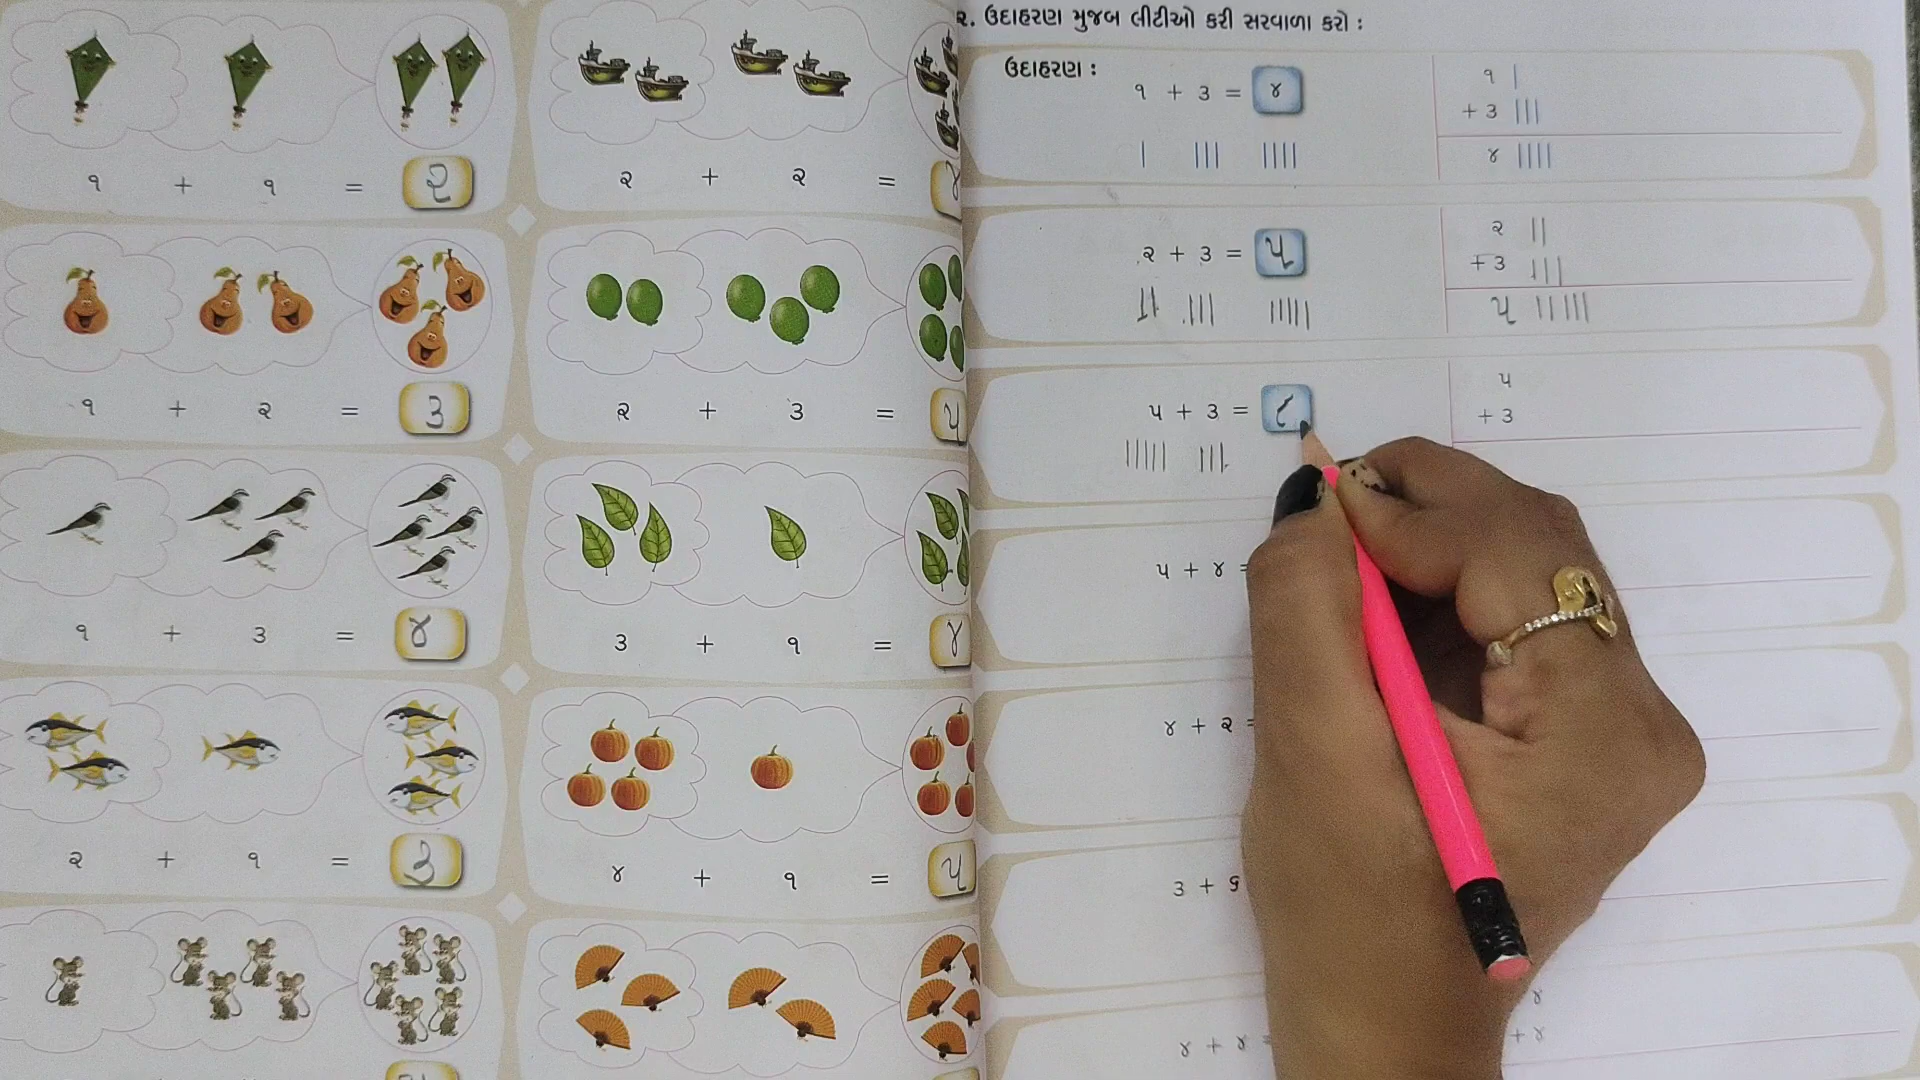 ૧ + ૧ = ૨
૨ + ૨ = ૪
૧ + ૨ = ૩
૨ + ૩ = ૫
૧ + ૩ = ૪
૩ + ૧ = ૪
૨ + ૧ = ૩
૪ + ૧ = ૫
૨. ઉદાહરણ મુજબ લીટીઓ કરી સરવાળા કરો :
ઉદાહરણ :
૧ + ૩ = ૪
૧
+ ૩
૪
૨ + ૩ = ૫
૨
+ ૩
૫
૫ + ૩ = ૮
૫
+ ૩
૫ + ૪ =
૪ + ૨ =
૩ + ૬
૪ + ૪ =
૪
+ ૪